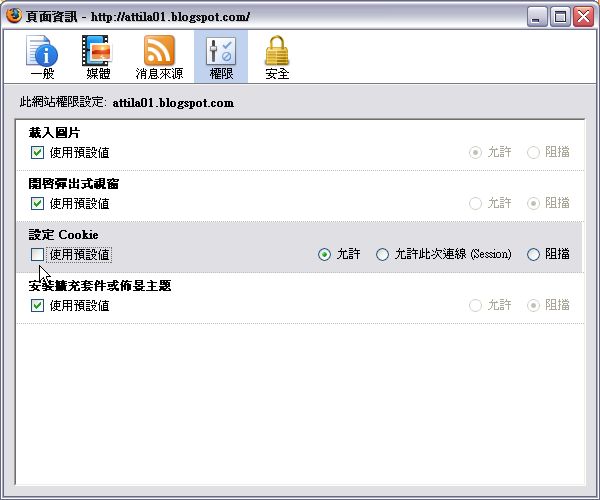 頁面資訊 - http://attila01.blogspot.com/
一般 媒體 消息來源 權限 安全
此網站權限設定: attila01.blogspot.com
載入圖片
使用預設值 允許 阻擋
開啓彈出式視窗
使用預設值 允許 阻擋
設定 Cookie
使用預設值 允許 允許此次連線 (Session) 阻擋
安裝擴充套件或佈景主題
使用預設值 允許 阻擋